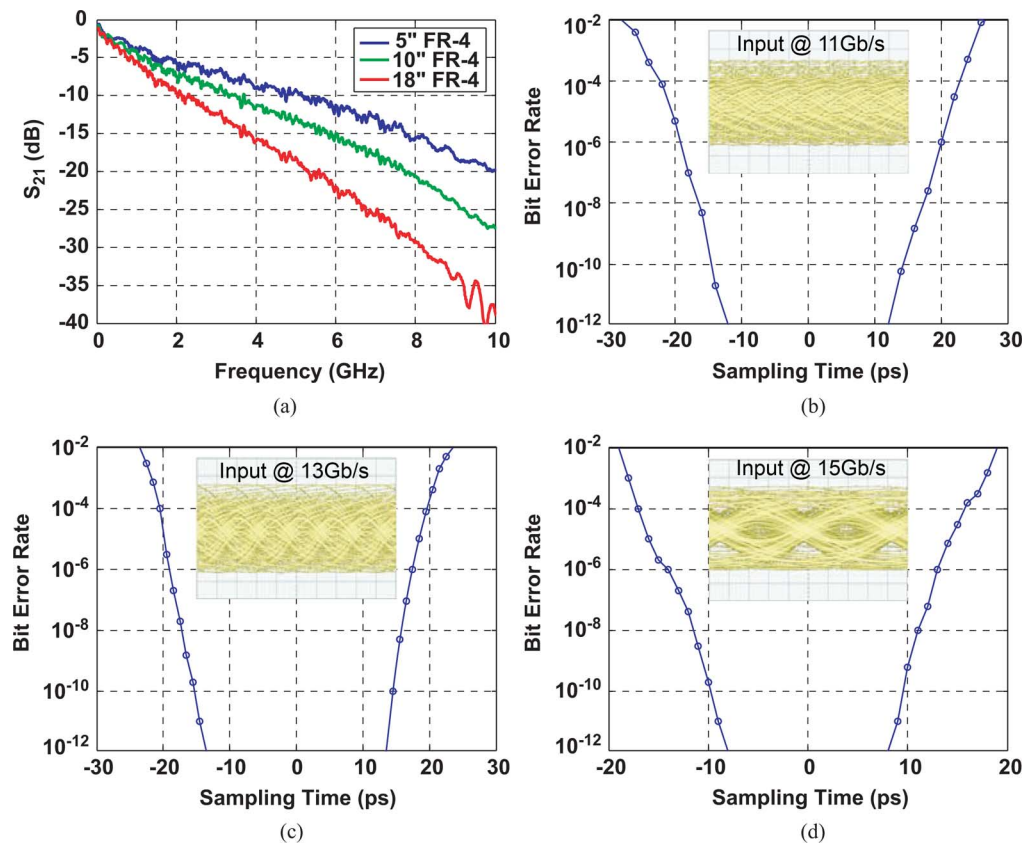 0
-5
-10
-15
-20
-25
-30
-35
-40
S21 (dB)
5" FR-4
10" FR-4
18" FR-4
0 2 4 6 8 10
Frequency (GHz)
(a)
10-2
10-4
10-6
10-8
10-10
10-12
Bit Error Rate
Input @ 11Gb/s
-30 -20 -10 0 10 20 30
Sampling Time (ps)
(b)
10-2
10-4
10-6
10-8
10-10
10-12
Bit Error Rate
Input @ 13Gb/s
-30 -20 -10 0 10 20 30
Sampling Time (ps)
(c)
10-2
10-4
10-6
10-8
10-10
10-12
Bit Error Rate
Input @ 15Gb/s
-20 -10 0 10 20
Sampling Time (ps)
(d)